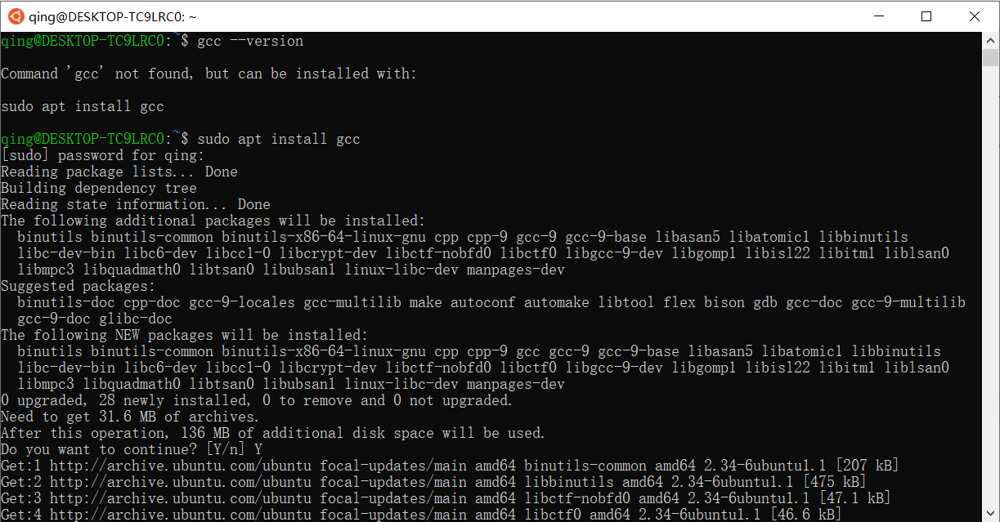 qing@DESKTOP-TC9LRC0: ~
qing@DESKTOP-TC9LRC0:~$ gcc --version
Command 'gcc' not found, but can be installed with:
sudo apt install gcc
qing@DESKTOP-TC9LRC0:~$ sudo apt install gcc
[sudo] password for qing:
Reading package lists... Done
Building dependency tree
Reading state information... Done
The following additional packages will be installed:
binutils binutils-common binutils-x86-64-linux-gnu cpp cpp-9 gcc-9 gcc-9-base libasan5 libatomic1 libbinutils
libc-dev-bin libc6-dev libcc1-0 libcrypt-dev libctf-nobfd0 libctf0 libgcc-9-dev libgomp1 libisl22 libitm1 liblsan0
libmpc3 libquadmath0 libtsan0 libubsan1 linux-libc-dev manpages-dev
Suggested packages:
binutils-doc cpp-doc gcc-9-locales gcc-multilib make autoconf automake libtool flex bison gdb gcc-doc gcc-9-multilib
gcc-9-doc glibc-doc
The following NEW packages will be installed:
binutils binutils-common binutils-x86-64-linux-gnu cpp cpp-9 gcc gcc-9 gcc-9-base libasan5 libatomic1 libbinutils
libc-dev-bin libc6-dev libcc1-0 libcrypt-dev libctf-nobfd0 libctf0 libgcc-9-dev libgomp1 libisl22 libitm1 liblsan0
libmpc3 libquadmath0 libtsan0 libubsan1 linux-libc-dev manpages-dev
0 upgraded, 28 newly installed, 0 to remove and 0 not upgraded.
Need to get 31.6 MB of archives.
After this operation, 136 MB of additional disk space will be used.
Do you want to continue? [Y/n] Y
Get:1 http://archive.ubuntu.com/ubuntu focal-updates/main amd64 binutils-common amd64 2.34-6ubuntu1.1 [207 kB]
Get:2 http://archive.ubuntu.com/ubuntu focal-updates/main amd64 libbinutils amd64 2.34-6ubuntu1.1 [475 kB]
Get:3 http://archive.ubuntu.com/ubuntu focal-updates/main amd64 libctf-nobfd0 amd64 2.34-6ubuntu1.1 [47.1 kB]
Get:4 http://archive.ubuntu.com/ubuntu focal-updates/main amd64 libctf0 amd64 2.34-6ubuntu1.1 [46.6 kB]